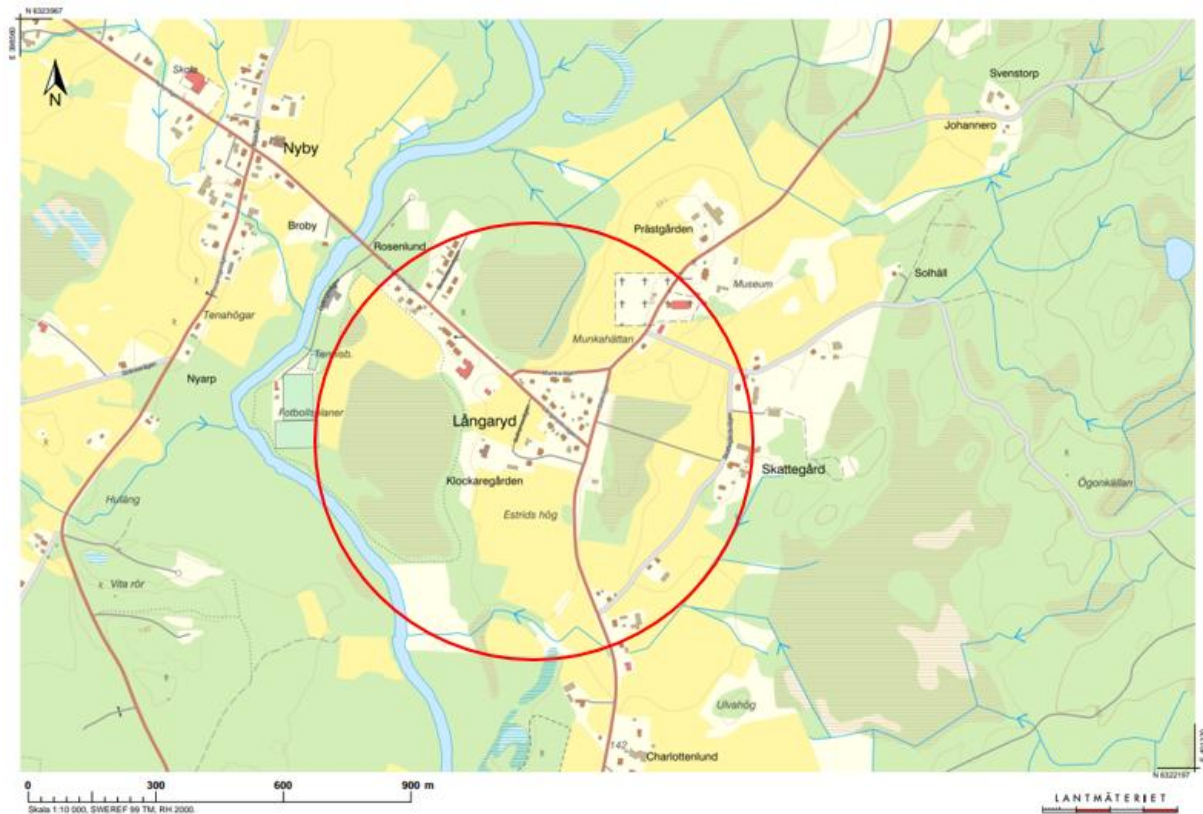 N 6323967
Svenstorp
Skola
Johannero
Nyby
Broby
Prästgården
Rosenlund
Solhäll
Museum
Tenahögar
Munkahättan
Tennisb.
Nyarp
Fotbollsplaner
Långaryd
Skattegård
Klockaregården
Ögonkällan
Huläng
Estrids hög
Vita rör
Ulvahög
142
Charlottenlund
N 6322197
0 300 600 900 m
Skala 1:10 000, SWEREF 99 TM, RH 2000.
LANTMÄTERIET
N